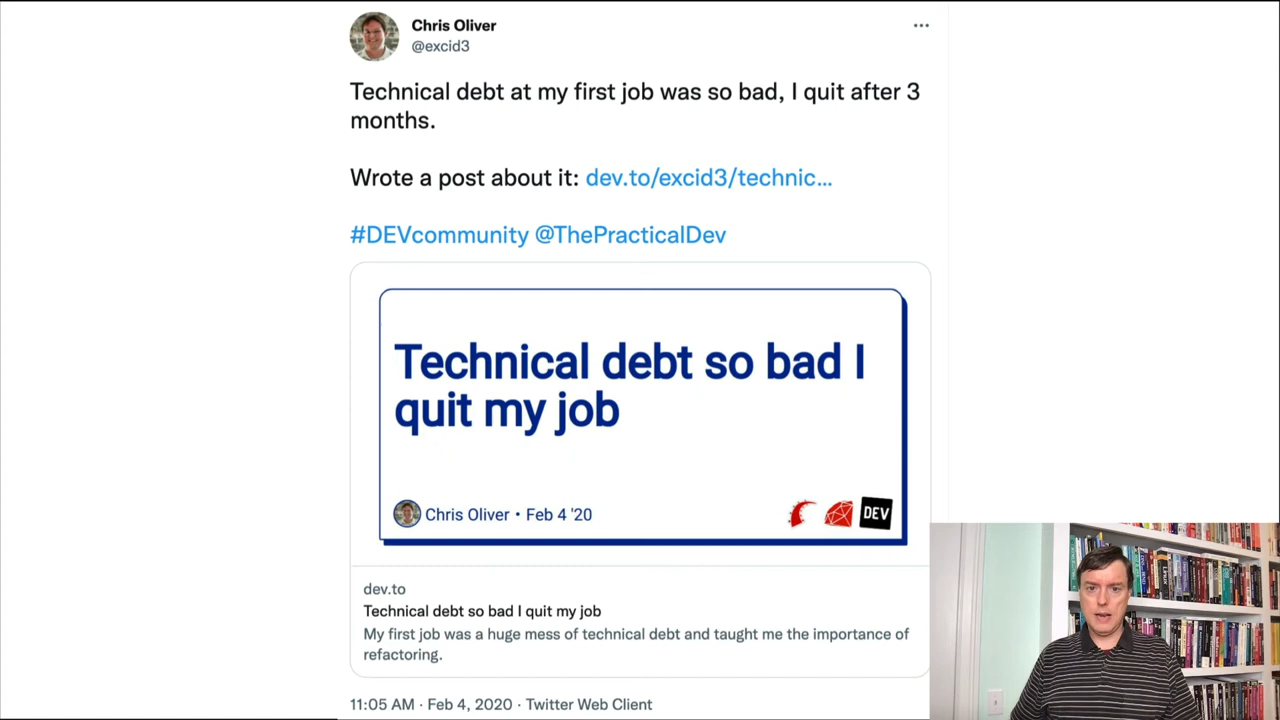 Chris Oliver
@excid3
Technical debt at my first job was so bad, I quit after 3
months.
Wrote a post about it: dev.to/excid3/technic...
#DEVcommunity @ThePracticalDev
Technical debt so bad I
quit my job
Chris Oliver • Feb 4 '20
DEV
dev.to
Technical debt so bad I quit my job
My first job was a huge mess of technical debt and taught me the importance of
refactoring.
11:05 AM · Feb 4, 2020 · Twitter Web Client